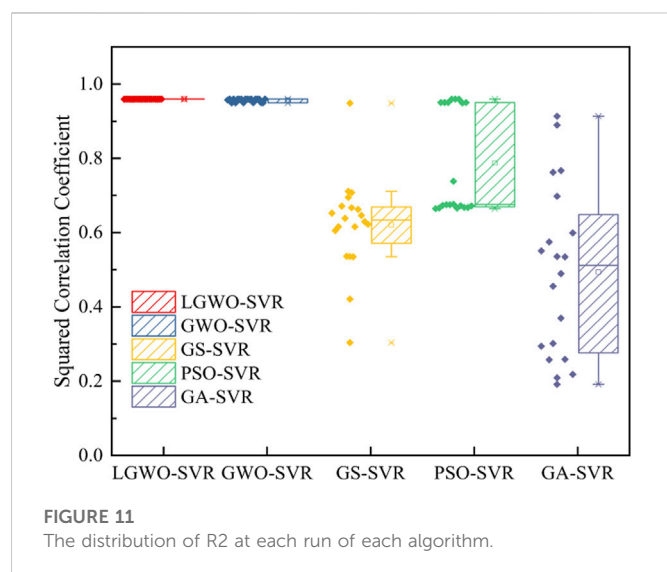 Squared Correlation Coefficient
1.0
0.8
0.6
0.4
0.2
0.0
LGWO-SVR
GWO-SVR
GS-SVR
PSO-SVR
GA-SVR
LGWO-SVR GWO-SVR GS-SVR PSO-SVR GA-SVR
FIGURE 11
The distribution of R2 at each run of each algorithm.